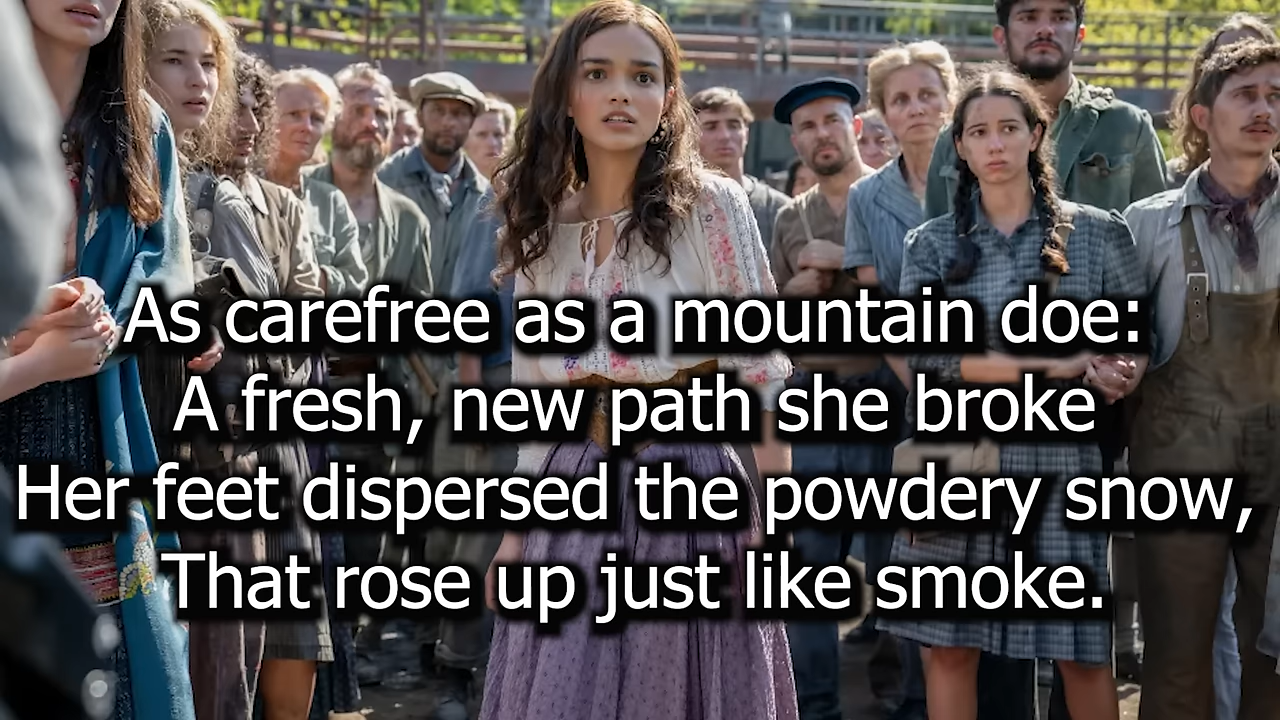 As carefree as a mountain doe:
A fresh, new path she broke
Her feet dispersed the powdery snow,
That rose up just like smoke.